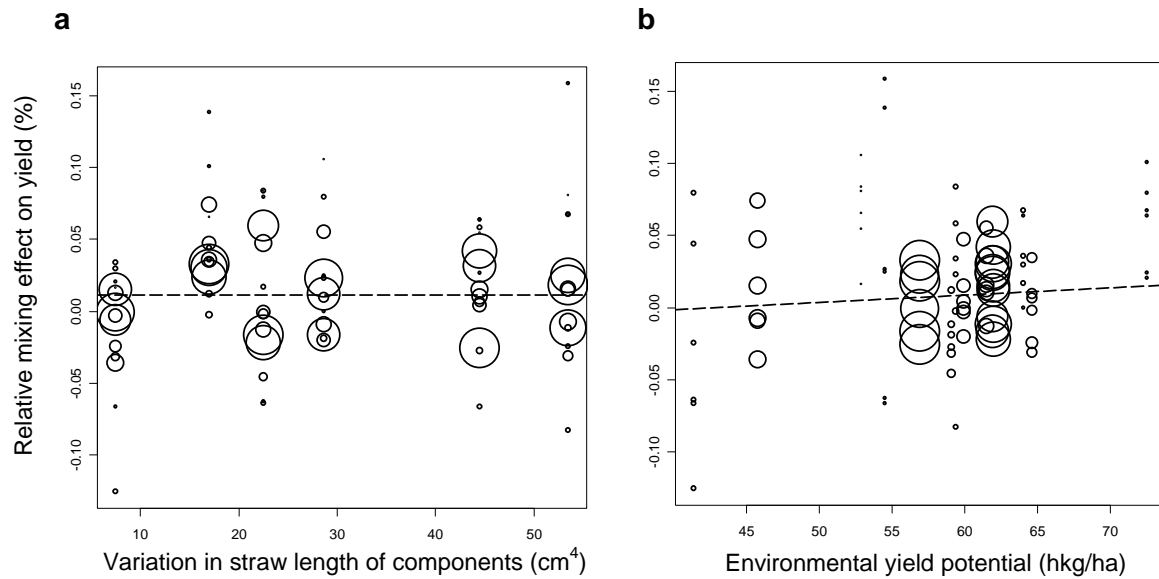 a
b
Relative mixing effect on yield (%)
0.15
0.10
0.05
0.00
-0.05
-0.10
10 20 30 40 50
Variation in straw length of components (cm⁴)
0.15
0.10
0.05
0.00
-0.05
-0.10
45 50 55 60 65 70
Environmental yield potential (hkg/ha)